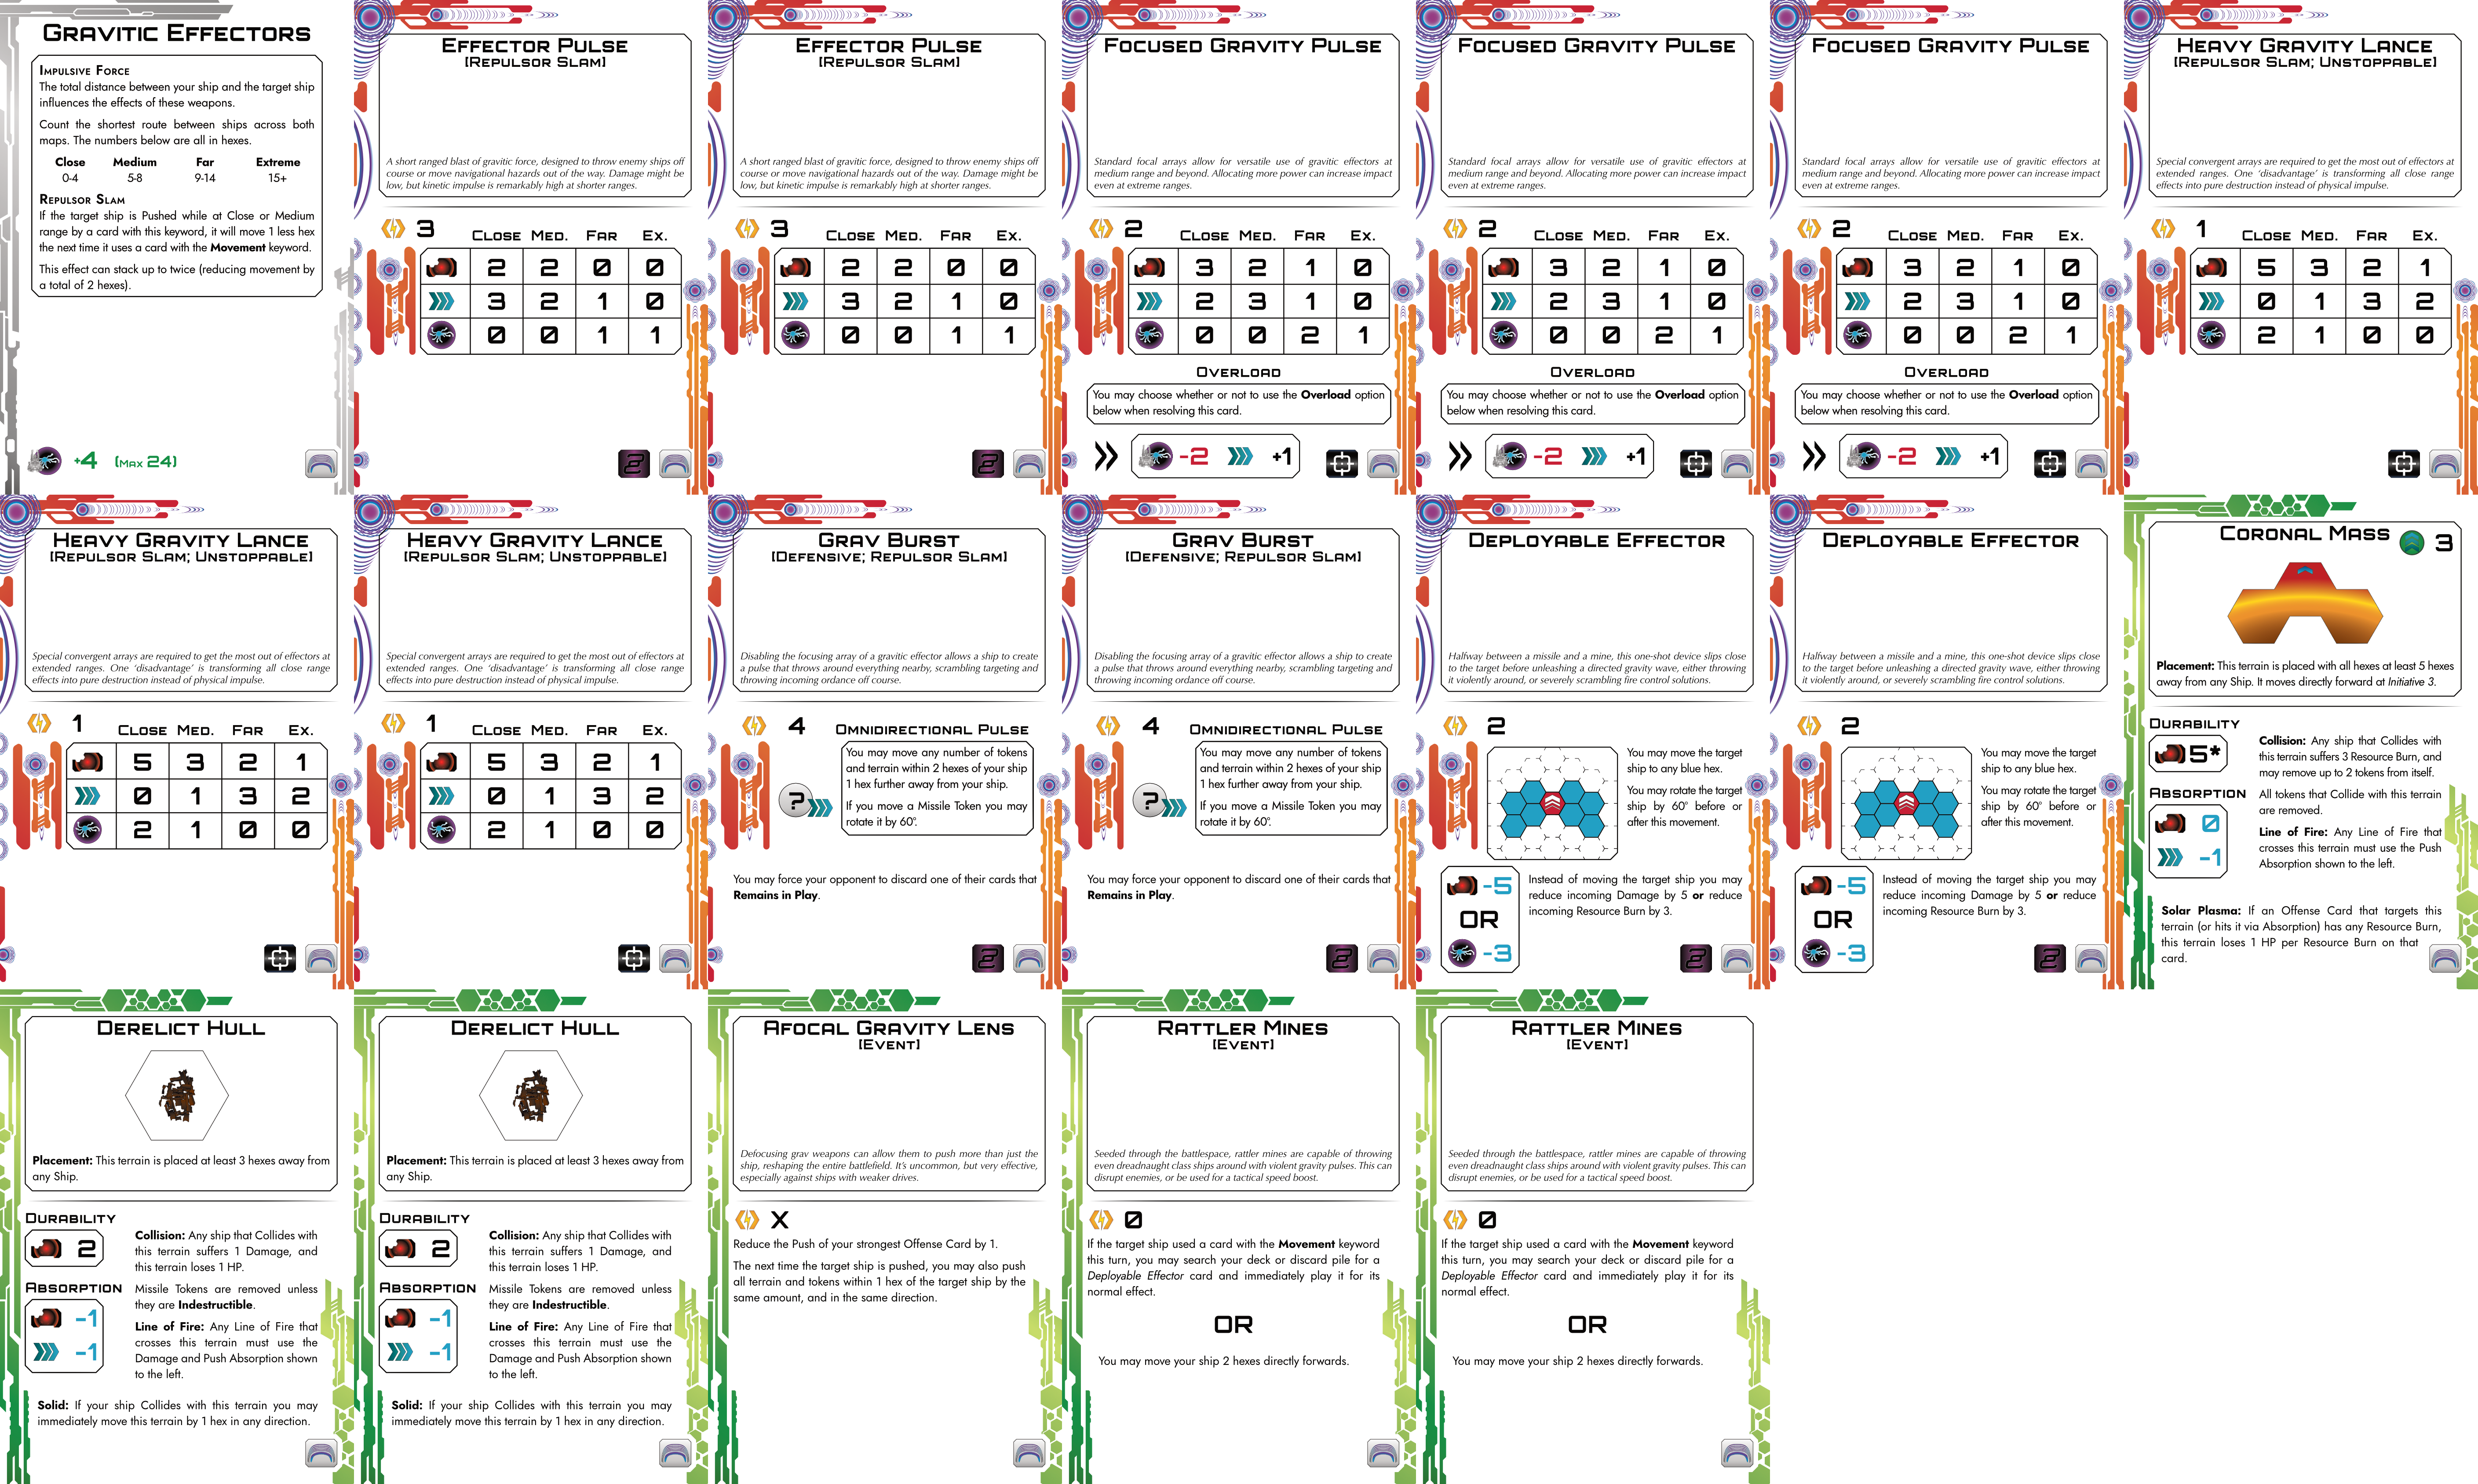 Gravitic Effectors
Impulsive Force
The total distance between your ship and the target ship
influences the effects of these weapons.
Count the shortest route between ships across both
maps. The numbers below are all in hexes.
Close Medium Far Extreme
0-4 5-8 9-14 15+
Repulsor Slam
If the target ship is Pushed while at Close or Medium
range by a card with this keyword, it will move 1 less hex
the next time it uses a card with the Movement keyword.
This effect can stack up to twice (reducing movement by
a total of 2 hexes).
+4 (Max 24)
Effector Pulse
[Repulsor Slam]
A short ranged blast of gravitic force, designed to throw enemy ships off
course or move navigational hazards out of the way. Damage might be
low, but kinetic impulse is remarkably high at shorter ranges.
3
Close Med. Far Ex.
2 2 0 0
3 2 1 0
0 0 1 1
2
Effector Pulse
[Repulsor Slam]
A short ranged blast of gravitic force, designed to throw enemy ships off
course or move navigational hazards out of the way. Damage might be
low, but kinetic impulse is remarkably high at shorter ranges.
3
Close Med. Far Ex.
2 2 0 0
3 2 1 0
0 0 1 1
2
Focused Gravity Pulse
Standard focal arrays allow for versatile use of gravitic effectors at
medium range and beyond. Allocating more power can increase impact
even at extreme ranges.
2
Close Med. Far Ex.
3 2 1 0
2 3 1 0
0 0 2 1
Overload
You may choose whether or not to use the Overload option
below when resolving this card.
-2 +1
Focused Gravity Pulse
Standard focal arrays allow for versatile use of gravitic effectors at
medium range and beyond. Allocating more power can increase impact
even at extreme ranges.
2
Close Med. Far Ex.
3 2 1 0
2 3 1 0
0 0 2 1
Overload
You may choose whether or not to use the Overload option
below when resolving this card.
-2 +1
Focused Gravity Pulse
Standard focal arrays allow for versatile use of gravitic effectors at
medium range and beyond. Allocating more power can increase impact
even at extreme ranges.
2
Close Med. Far Ex.
3 2 1 0
2 3 1 0
0 0 2 1
Overload
You may choose whether or not to use the Overload option
below when resolving this card.
-2 +1
Heavy Gravity Lance
[Repulsor Slam; Unstoppable]
Special convergent arrays are required to get the most out of effectors at
extended ranges. One 'disadvantage' is transforming all close range
effects into pure destruction instead of physical impulse.
1
Close Med. Far Ex.
5 3 2 1
0 1 3 2
2 1 0 0
Heavy Gravity Lance
[Repulsor Slam; Unstoppable]
Special convergent arrays are required to get the most out of effectors at
extended ranges. One 'disadvantage' is transforming all close range
effects into pure destruction instead of physical impulse.
1
Close Med. Far Ex.
5 3 2 1
0 1 3 2
2 1 0 0
Heavy Gravity Lance
[Repulsor Slam; Unstoppable]
Special convergent arrays are required to get the most out of effectors at
extended ranges. One 'disadvantage' is transforming all close range
effects into pure destruction instead of physical impulse.
1
Close Med. Far Ex.
5 3 2 1
0 1 3 2
2 1 0 0
Grav Burst
[Defensive; Repulsor Slam]
Disabling the focusing array of a gravitic effector allows a ship to create
a pulse that throws around everything nearby, scrambling targeting and
throwing incoming ordance off course.
4 Omnidirectional Pulse
?
You may move any number of tokens
and terrain within 2 hexes of your ship
1 hex further away from your ship.
If you move a Missile Token you may
rotate it by 60°.
You may force your opponent to discard one of their cards that
Remains in Play.
2
Grav Burst
[Defensive; Repulsor Slam]
Disabling the focusing array of a gravitic effector allows a ship to create
a pulse that throws around everything nearby, scrambling targeting and
throwing incoming ordance off course.
4 Omnidirectional Pulse
?
You may move any number of tokens
and terrain within 2 hexes of your ship
1 hex further away from your ship.
If you move a Missile Token you may
rotate it by 60°.
You may force your opponent to discard one of their cards that
Remains in Play.
2
Deployable Effector
Halfway between a missile and a mine, this one-shot device slips close
to the target before unleashing a directed gravity wave, either throwing
it violently around, or severely scrambling fire control solutions.
2
You may move the target
ship to any blue hex.
You may rotate the target
ship by 60° before or
after this movement.
-5
OR
-3
Instead of moving the target ship you may
reduce incoming Damage by 5 or reduce
incoming Resource Burn by 3.
2
Deployable Effector
Halfway between a missile and a mine, this one-shot device slips close
to the target before unleashing a directed gravity wave, either throwing
it violently around, or severely scrambling fire control solutions.
2
You may move the target
ship to any blue hex.
You may rotate the target
ship by 60° before or
after this movement.
-5
OR
-3
Instead of moving the target ship you may
reduce incoming Damage by 5 or reduce
incoming Resource Burn by 3.
2
Coronal Mass 3
Placement: This terrain is placed with all hexes at least 5 hexes
away from any Ship. It moves directly forward at Initiative 3.
Durability
5*
Absorption
0
-1
Collision: Any ship that Collides with
this terrain suffers 3 Resource Burn, and
may remove up to 2 tokens from itself.
All tokens that Collide with this terrain
are removed.
Line of Fire: Any Line of Fire that
crosses this terrain must use the Push
Absorption shown to the left.
Solar Plasma: If an Offense Card that targets this
terrain (or hits it via Absorption) has any Resource Burn,
this terrain loses 1 HP per Resource Burn on that
card.
Derelict Hull
Placement: This terrain is placed at least 3 hexes away from
any Ship.
Durability
2
Absorption
-1
-1
Collision: Any ship that Collides with
this terrain suffers 1 Damage, and
this terrain loses 1 HP.
Missile Tokens are removed unless
they are Indestructible.
Line of Fire: Any Line of Fire that
crosses this terrain must use the
Damage and Push Absorption shown
to the left.
Solid: If your ship Collides with this terrain you may
immediately move this terrain by 1 hex in any direction.
Derelict Hull
Placement: This terrain is placed at least 3 hexes away from
any Ship.
Durability
2
Absorption
-1
-1
Collision: Any ship that Collides with
this terrain suffers 1 Damage, and
this terrain loses 1 HP.
Missile Tokens are removed unless
they are Indestructible.
Line of Fire: Any Line of Fire that
crosses this terrain must use the
Damage and Push Absorption shown
to the left.
Solid: If your ship Collides with this terrain you may
immediately move this terrain by 1 hex in any direction.
Afocal Gravity Lens
[Event]
Defocusing grav weapons can allow them to push more than just the
ship, reshaping the entire battlefield. It's uncommon, but very effective,
especially against ships with weaker drives.
X
Reduce the Push of your strongest Offense Card by 1.
The next time the target ship is pushed, you may also push
all terrain and tokens within 1 hex of the target ship by the
same amount, and in the same direction.
Rattler Mines
[Event]
Seeded through the battlespace, rattler mines are capable of throwing
even dreadnaught class ships around with violent gravity pulses. This can
disrupt enemies, or be used for a tactical speed boost.
0
If the target ship used a card with the Movement keyword
this turn, you may search your deck or discard pile for a
Deployable Effector card and immediately play it for its
normal effect.
OR
You may move your ship 2 hexes directly forwards.
Rattler Mines
[Event]
Seeded through the battlespace, rattler mines are capable of throwing
even dreadnaught class ships around with violent gravity pulses. This can
disrupt enemies, or be used for a tactical speed boost.
0
If the target ship used a card with the Movement keyword
this turn, you may search your deck or discard pile for a
Deployable Effector card and immediately play it for its
normal effect.
OR
You may move your ship 2 hexes directly forwards.